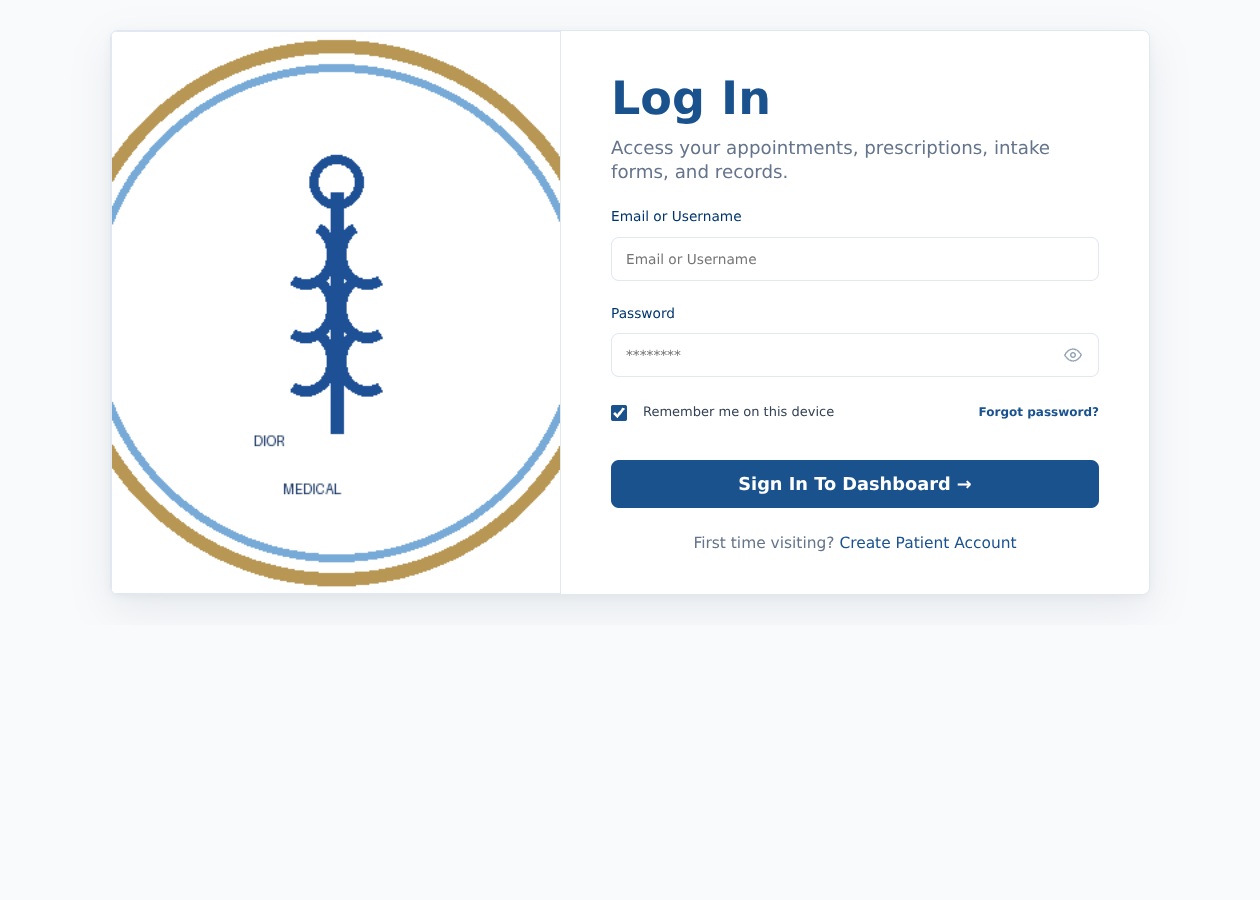 DIOR
MEDICAL
Log In
Access your appointments, prescriptions, intake
forms, and records.
Email or Username
Email or Username
Password
********
Remember me on this device
Forgot password?
Sign In To Dashboard →
First time visiting? Create Patient Account